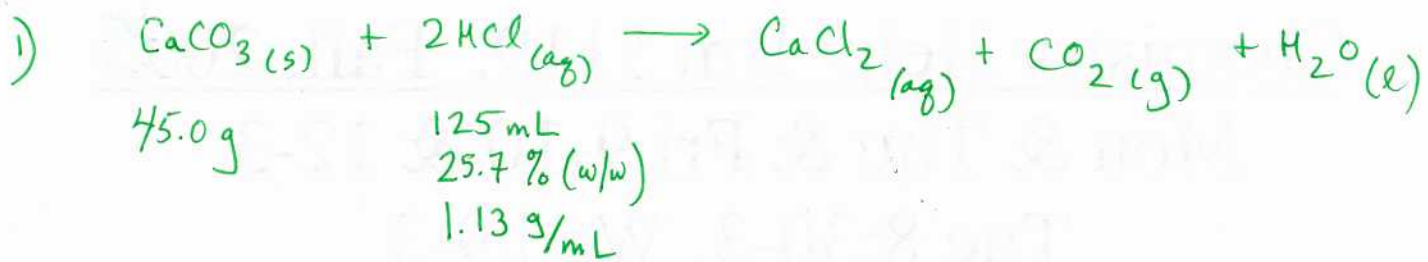 1) CaCO3 (s) + 2HCl (aq) → CaCl2 (aq) + CO2 (g) + H2O (l)
45.0 g 125 mL
25.7 % (w/w)
1.13 g/mL